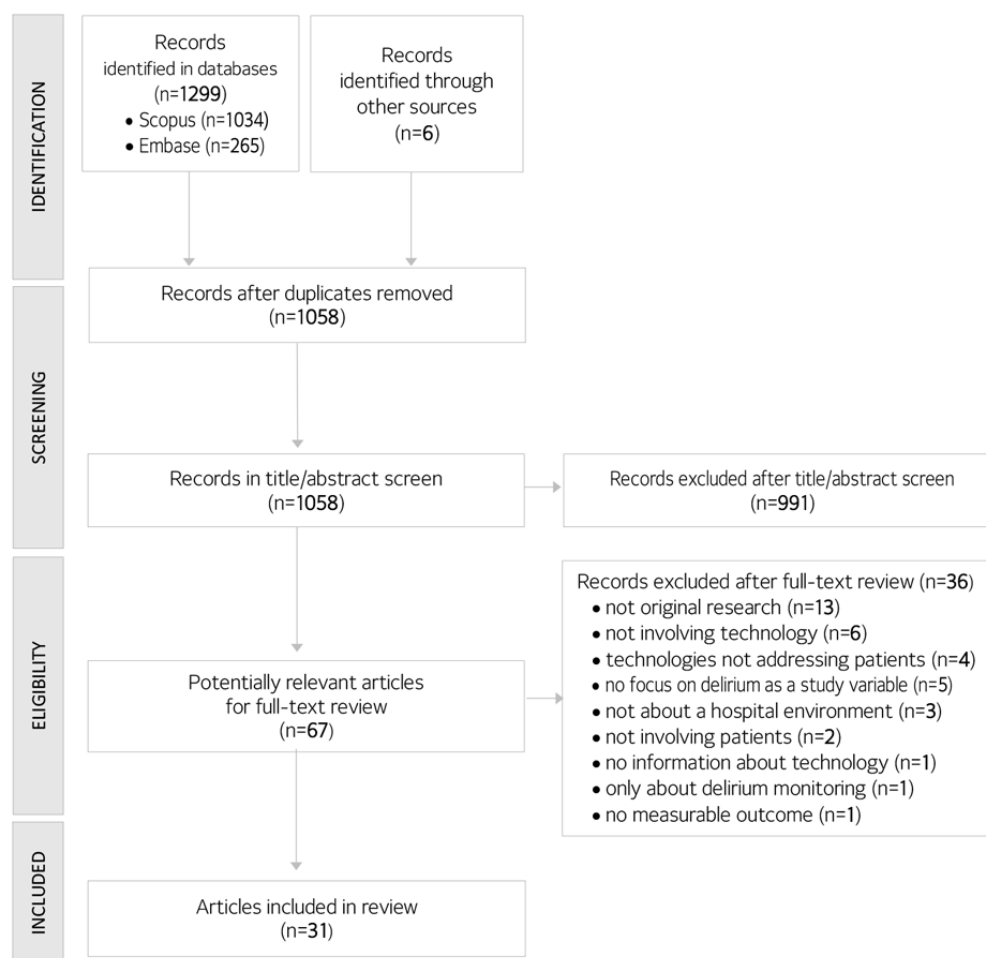 IDENTIFICATION
Records
identified in databases
(n=1299)
• Scopus (n=1034)
• Embase (n=265)
Records
identified through
other sources
(n=6)
SCREENING
Records after duplicates removed
(n=1058)
Records in title/abstract screen
(n=1058)
Records excluded after title/abstract screen
(n=991)
ELIGIBILITY
Potentially relevant articles
for full-text review
(n=67)
Records excluded after full-text review (n=36)
• not original research (n=13)
• not involving technology (n=6)
• technologies not addressing patients (n=4)
• no focus on delirium as a study variable (n=5)
• not about a hospital environment (n=3)
• not involving patients (n=2)
• no information about technology (n=1)
• only about delirium monitoring (n=1)
• no measurable outcome (n=1)
INCLUDED
Articles included in review
(n=31)